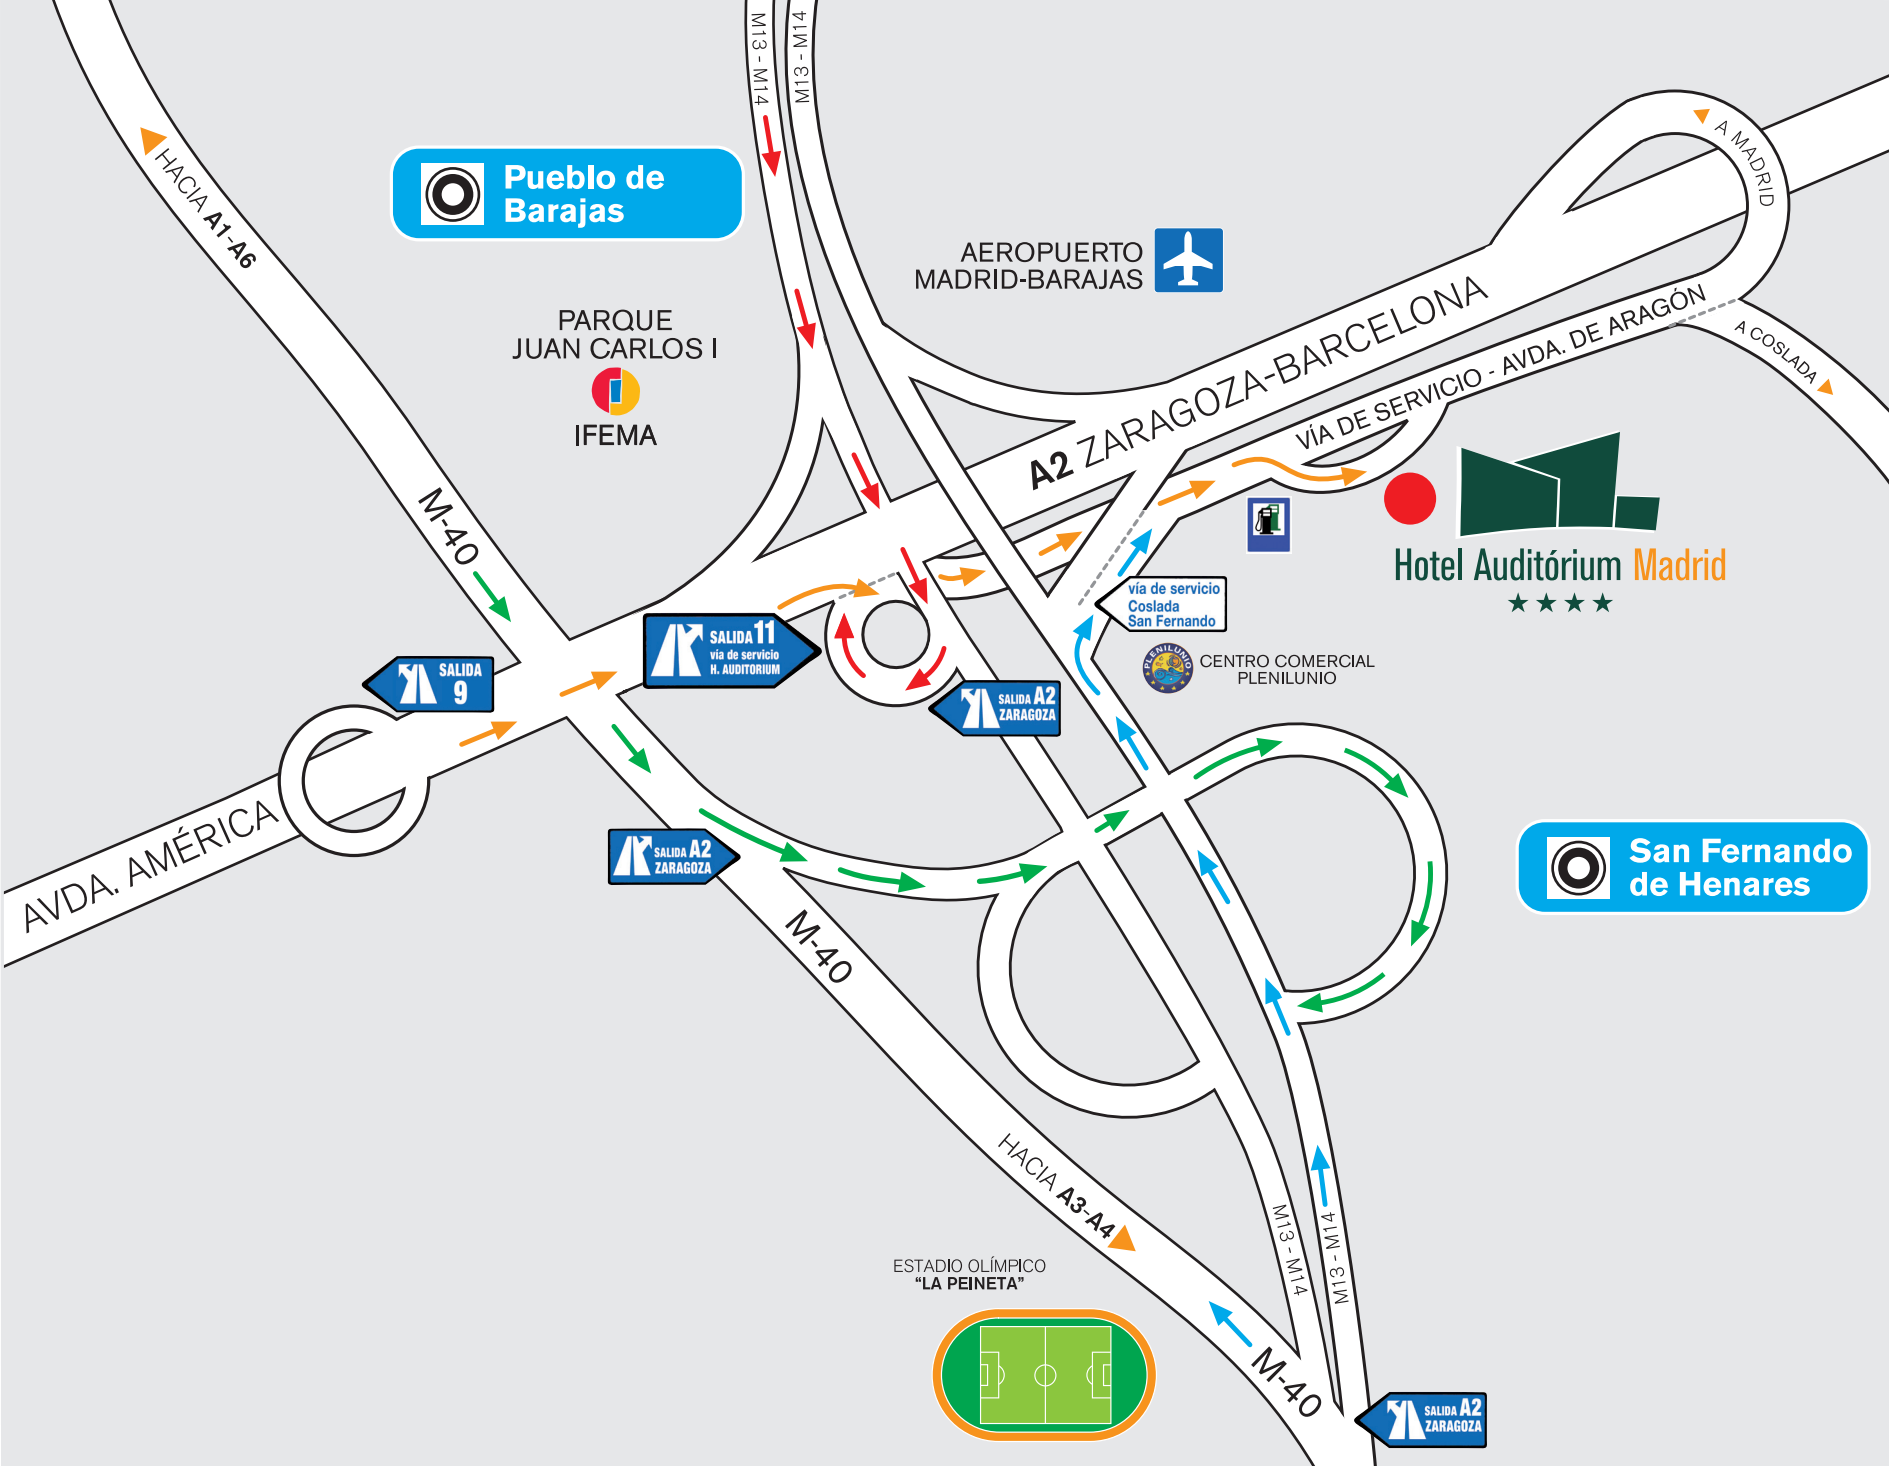 M13 - M14
M13 - M14
HACIA A1-A6
Pueblo de
Barajas
A MADRID
AEROPUERTO
MADRID-BARAJAS
PARQUE
JUAN CARLOS I
IFEMA
A2 ZARAGOZA-BARCELONA
VÍA DE SERVICIO - AVDA. DE ARAGÓN
A COSLADA
M-40
Hotel Auditórium Madrid
vía de servicio
Coslada
San Fernando
SALIDA 11
vía de servicio
H. AUDITORIUM
SALIDA
9
PLENILUNIO
CENTRO COMERCIAL
PLENILUNIO
SALIDA A2
ZARAGOZA
AVDA. AMÉRICA
SALIDA A2
ZARAGOZA
San Fernando
de Henares
M-40
HACIA A3-A4
M13 - M14
M13 - M14
ESTADIO OLÍMPICO
“LA PEINETA”
M-40
SALIDA A2
ZARAGOZA